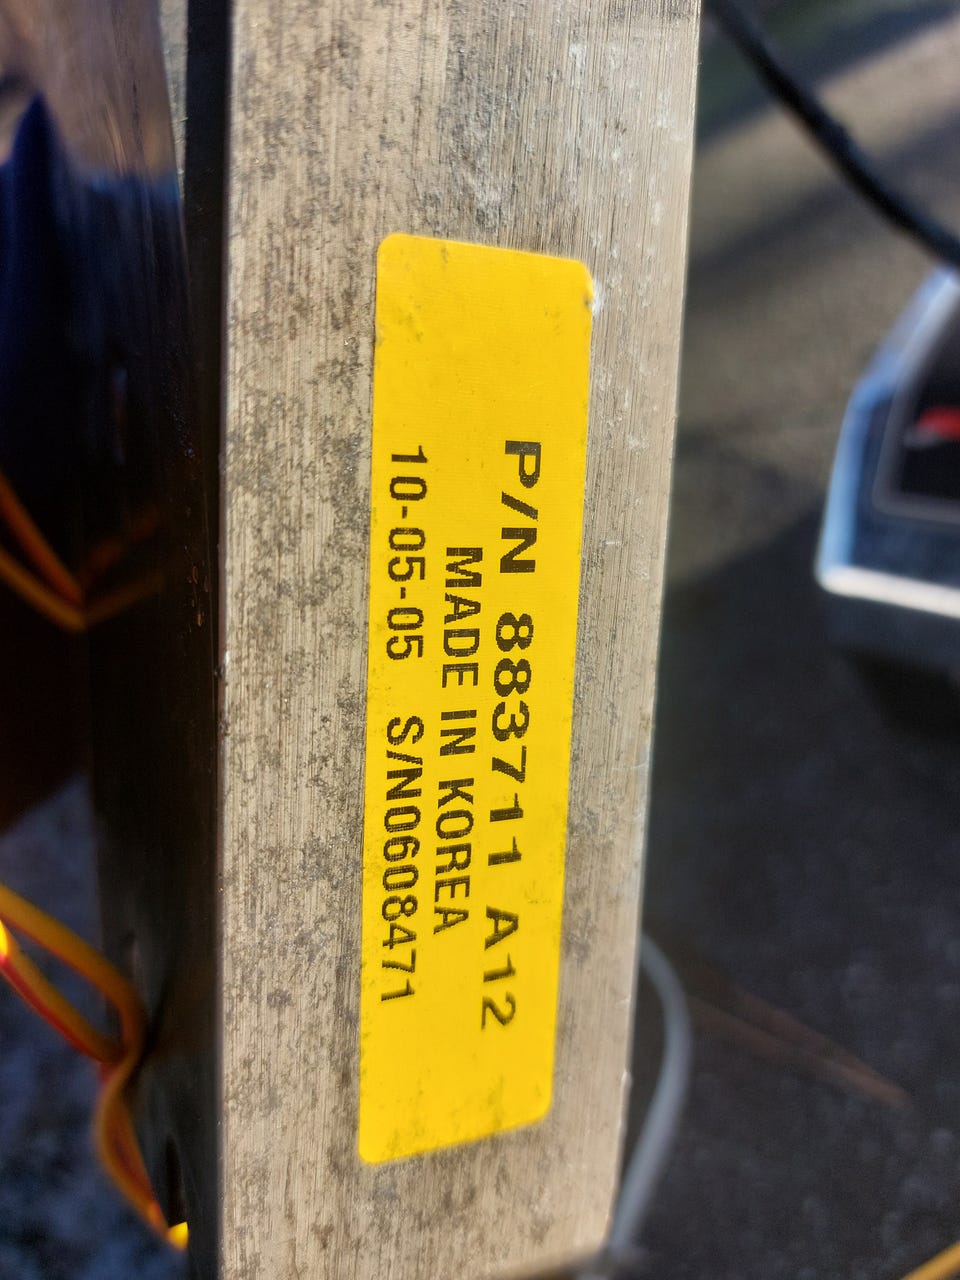 P/N 883711 A12
MADE IN KOREA
10-05-05 S/N0608471